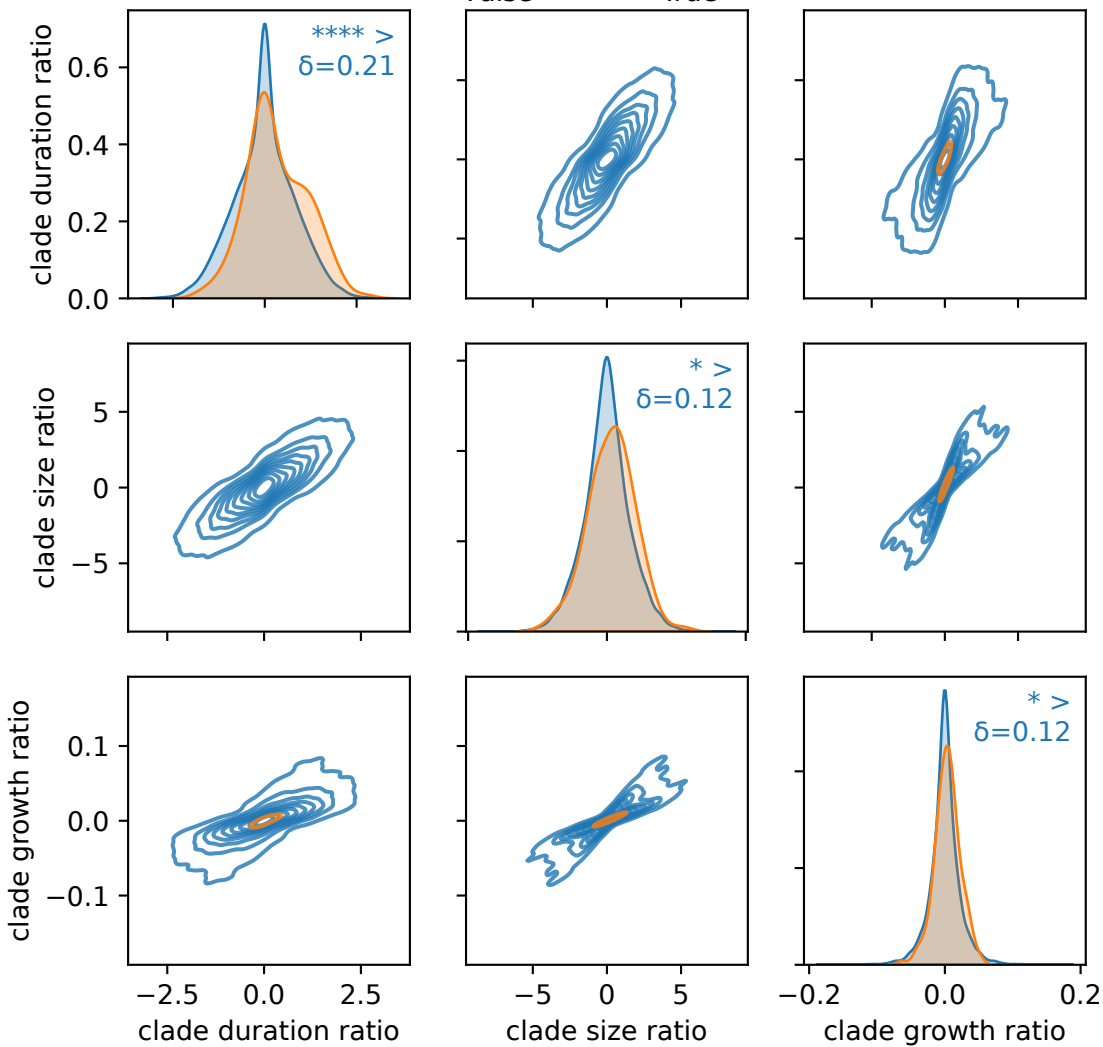 **** >
δ=0.21
clade duration ratio
0.6
0.4
0.2
0.0
* >
δ=0.12
clade size ratio
5
0
−5
* >
δ=0.12
clade growth ratio
0.1
0.0
−0.1
−2.5 0.0 2.5
−5 0 5
−0.2 0.0 0.2
clade duration ratio
clade size ratio
clade growth ratio